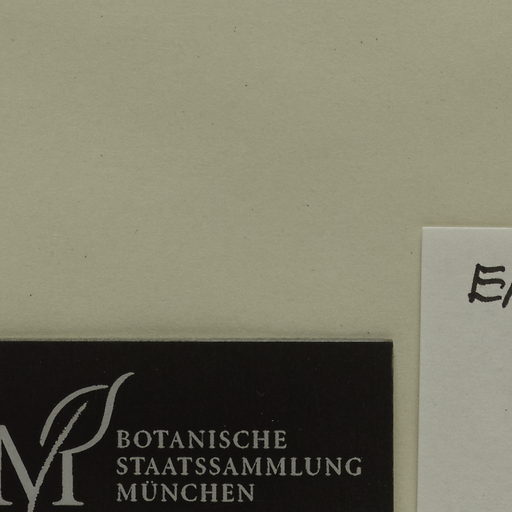 M
BOTANISCHE
STAATSSAMMLUNG
MÜNCHEN